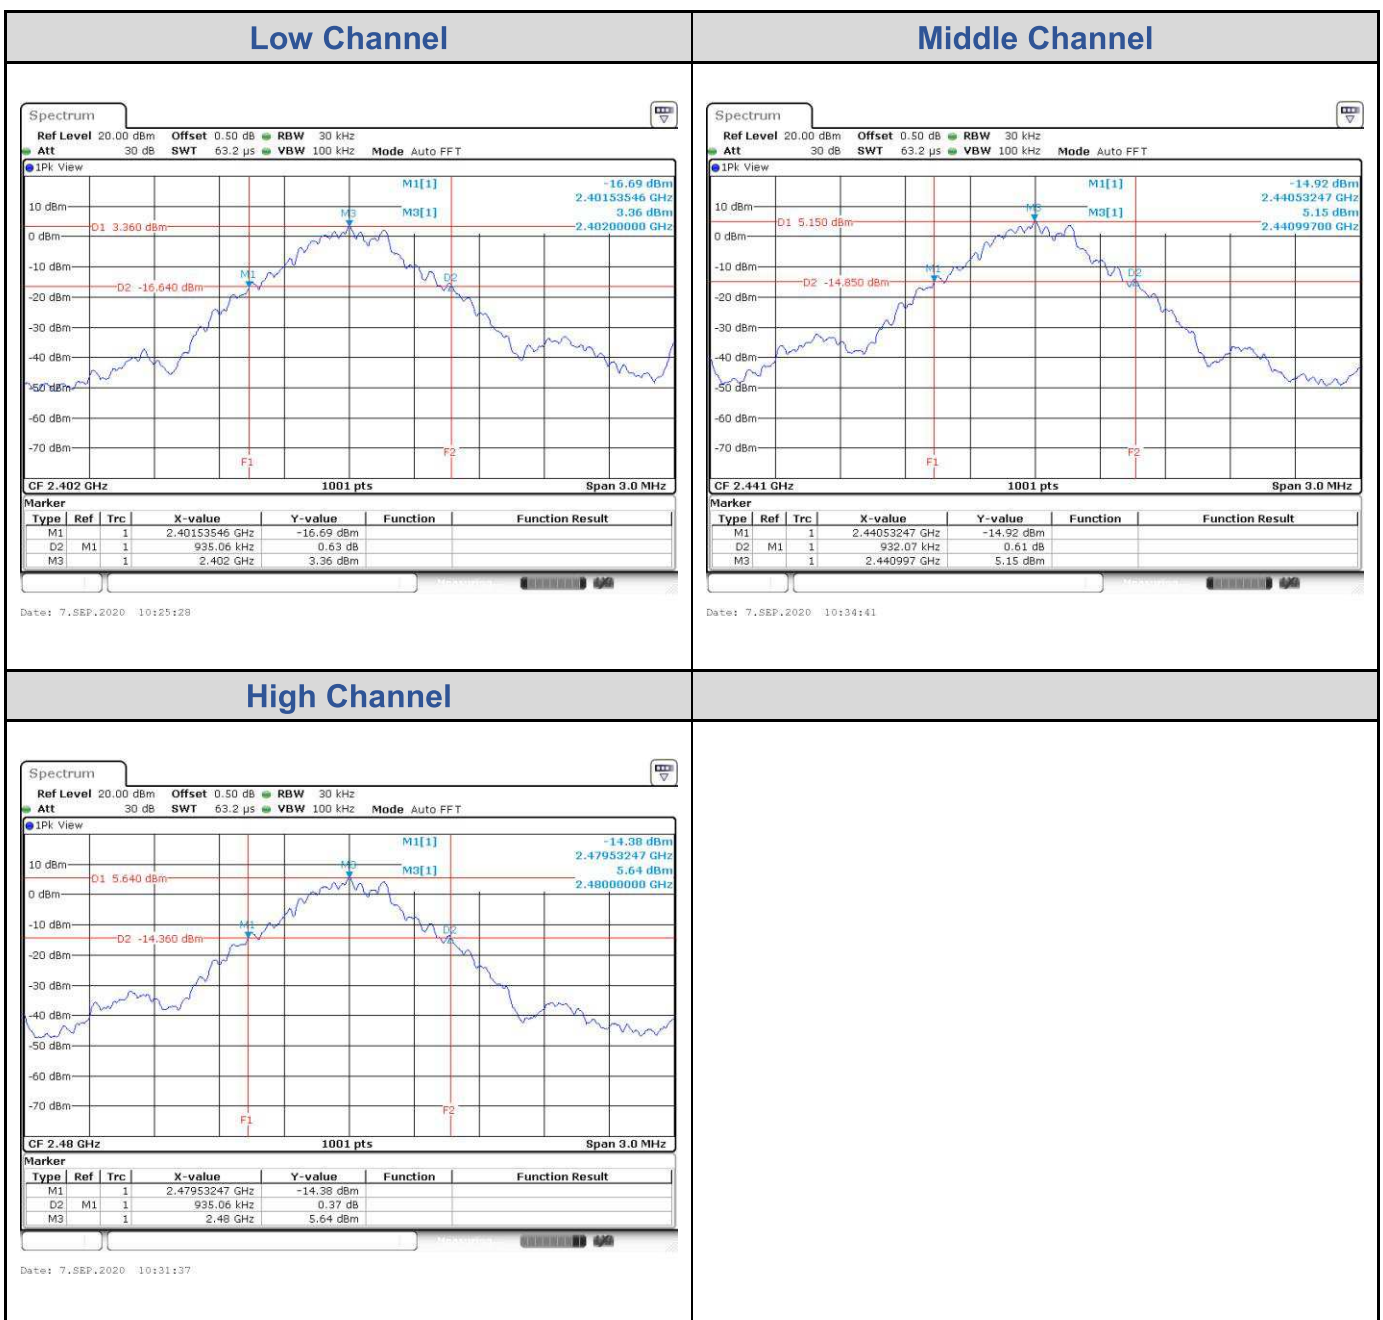 Low Channel
Spectrum
Ref Level 20.00 dBm Offset 0.50 dB RBW 30 kHz
Att 30 dB SWT 63.2 µs VBW 100 kHz Mode Auto FFT
1Pk View
M1[1] -16.69 dBm
2.40153546 GHz
10 dBm
M3
M3[1] 3.36 dBm
D1 3.360 dBm
2.40200000 GHz
0 dBm
-10 dBm
M1
D2
D2 -16.640 dBm
-20 dBm
-30 dBm
-40 dBm
-50 dBm
-60 dBm
-70 dBm
F1
F2
CF 2.402 GHz 1001 pts Span 3.0 MHz
Marker
Type Ref Trc X-value Y-value Function Function Result
M1 1 2.40153546 GHz -16.69 dBm
D2 M1 1 935.06 kHz 0.63 dB
M3 1 2.402 GHz 3.36 dBm
Date: 7.SEP.2020 10:25:28
Middle Channel
Spectrum
Ref Level 20.00 dBm Offset 0.50 dB RBW 30 kHz
Att 30 dB SWT 63.2 µs VBW 100 kHz Mode Auto FFT
1Pk View
M1[1] -14.92 dBm
2.44053247 GHz
10 dBm
M3
M3[1] 5.15 dBm
D1 5.150 dBm
2.44099700 GHz
0 dBm
-10 dBm
M1
D2
D2 -14.850 dBm
-20 dBm
-30 dBm
-40 dBm
-50 dBm
-60 dBm
-70 dBm
F1
F2
CF 2.441 GHz 1001 pts Span 3.0 MHz
Marker
Type Ref Trc X-value Y-value Function Function Result
M1 1 2.44053247 GHz -14.92 dBm
D2 M1 1 932.07 kHz 0.61 dB
M3 1 2.440997 GHz 5.15 dBm
Date: 7.SEP.2020 10:34:41
High Channel
Spectrum
Ref Level 20.00 dBm Offset 0.50 dB RBW 30 kHz
Att 30 dB SWT 63.2 µs VBW 100 kHz Mode Auto FFT
1Pk View
M1[1] -14.38 dBm
2.47953247 GHz
10 dBm
M3
M3[1] 5.64 dBm
D1 5.640 dBm
2.48000000 GHz
0 dBm
-10 dBm
M1
D2
D2 -14.360 dBm
-20 dBm
-30 dBm
-40 dBm
-50 dBm
-60 dBm
-70 dBm
F1
F2
CF 2.48 GHz 1001 pts Span 3.0 MHz
Marker
Type Ref Trc X-value Y-value Function Function Result
M1 1 2.47953247 GHz -14.38 dBm
D2 M1 1 935.06 kHz 0.37 dB
M3 1 2.48 GHz 5.64 dBm
Date: 7.SEP.2020 10:31:37